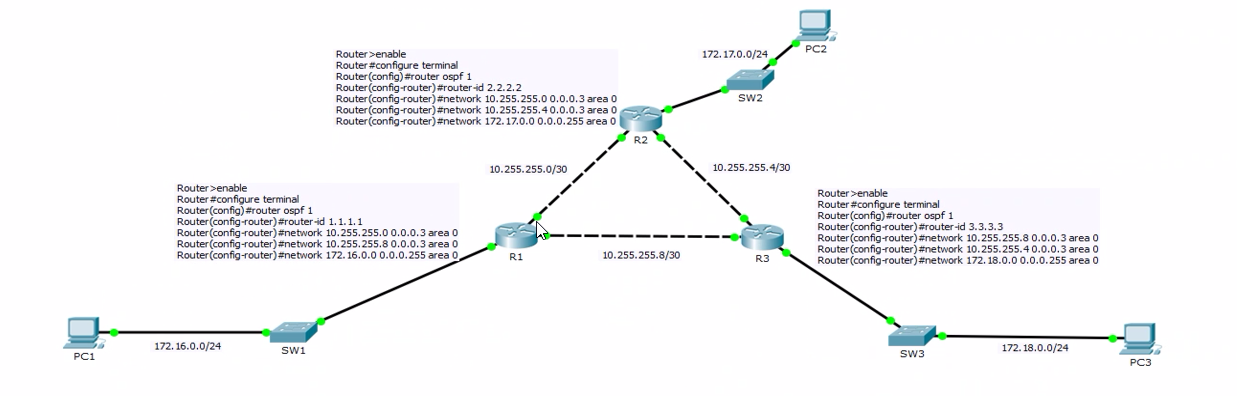 PC2
172.17.0.0/24
SW2
Router>enable
Router#configure terminal
Router(config)#router ospf 1
Router(config-router)#router-id 2.2.2.2
Router(config-router)#network 10.255.255.0 0.0.0.3 area 0
Router(config-router)#network 10.255.255.4 0.0.0.3 area 0
Router(config-router)#network 172.17.0.0 0.0.0.255 area 0
R2
10.255.255.0/30
10.255.255.4/30
Router>enable
Router#configure terminal
Router(config)#router ospf 1
Router(config-router)#router-id 1.1.1.1
Router(config-router)#network 10.255.255.0 0.0.0.3 area 0
Router(config-router)#network 10.255.255.8 0.0.0.3 area 0
Router(config-router)#network 172.16.0.0 0.0.0.255 area 0
R1
10.255.255.8/30
R3
Router>enable
Router#configure terminal
Router(config)#router ospf 1
Router(config-router)#router-id 3.3.3.3
Router(config-router)#network 10.255.255.8 0.0.0.3 area 0
Router(config-router)#network 10.255.255.4 0.0.0.3 area 0
Router(config-router)#network 172.18.0.0 0.0.0.255 area 0
PC1
172.16.0.0/24
SW1
SW3
172.18.0.0/24
PC3